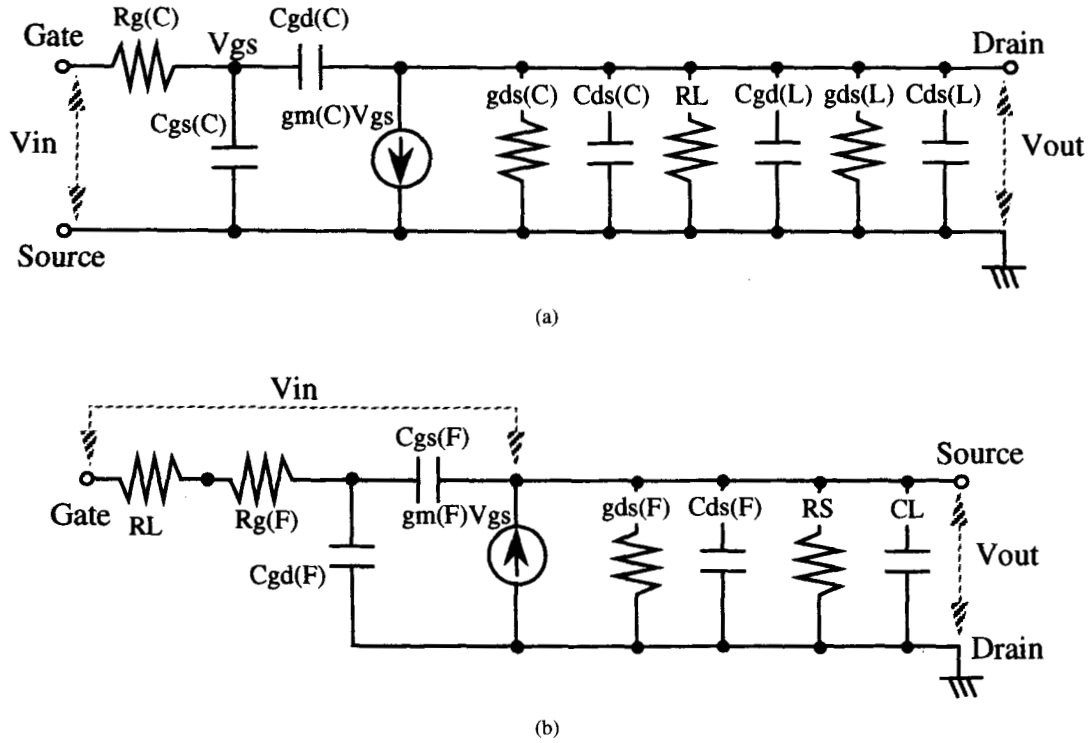 Rg(C)
Cgd(C)
Gate
Vgs
Drain
Vin
Cgs(C)
gm(C)Vgs
gds(C)
Cds(C)
RL
Cgd(L)
gds(L)
Cds(L)
Vout
Source
(a)
Vin
Cgs(F)
Source
Gate
RL
Rg(F)
gm(F)Vgs
gds(F)
Cds(F)
RS
CL
Cgd(F)
Vout
Drain
(b)